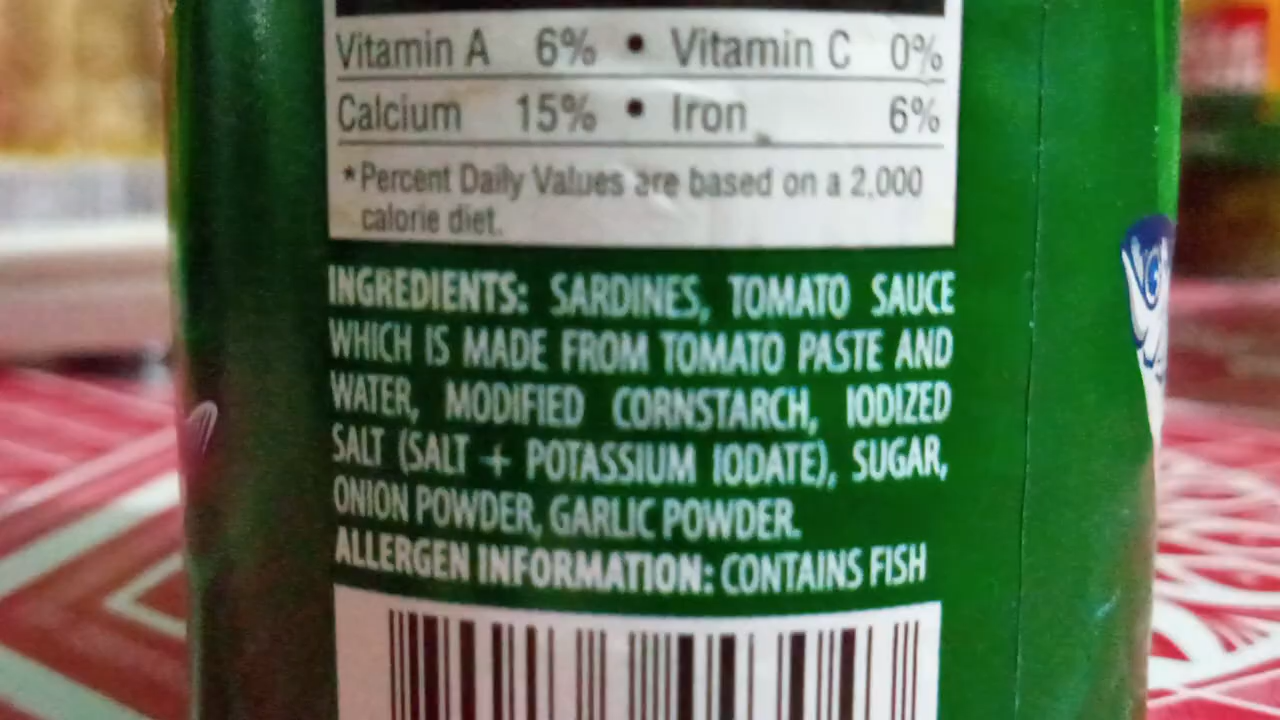 Vitamin A 6% • Vitamin C 0%
Calcium 15% • Iron 6%
*Percent Daily Values are based on a 2,000
calorie diet.
INGREDIENTS: SARDINES, TOMATO SAUCE
WHICH IS MADE FROM TOMATO PASTE AND
WATER, MODIFIED CORNSTARCH, IODIZED
SALT (SALT + POTASSIUM IODATE), SUGAR,
ONION POWDER, GARLIC POWDER.
ALLERGEN INFORMATION: CONTAINS FISH